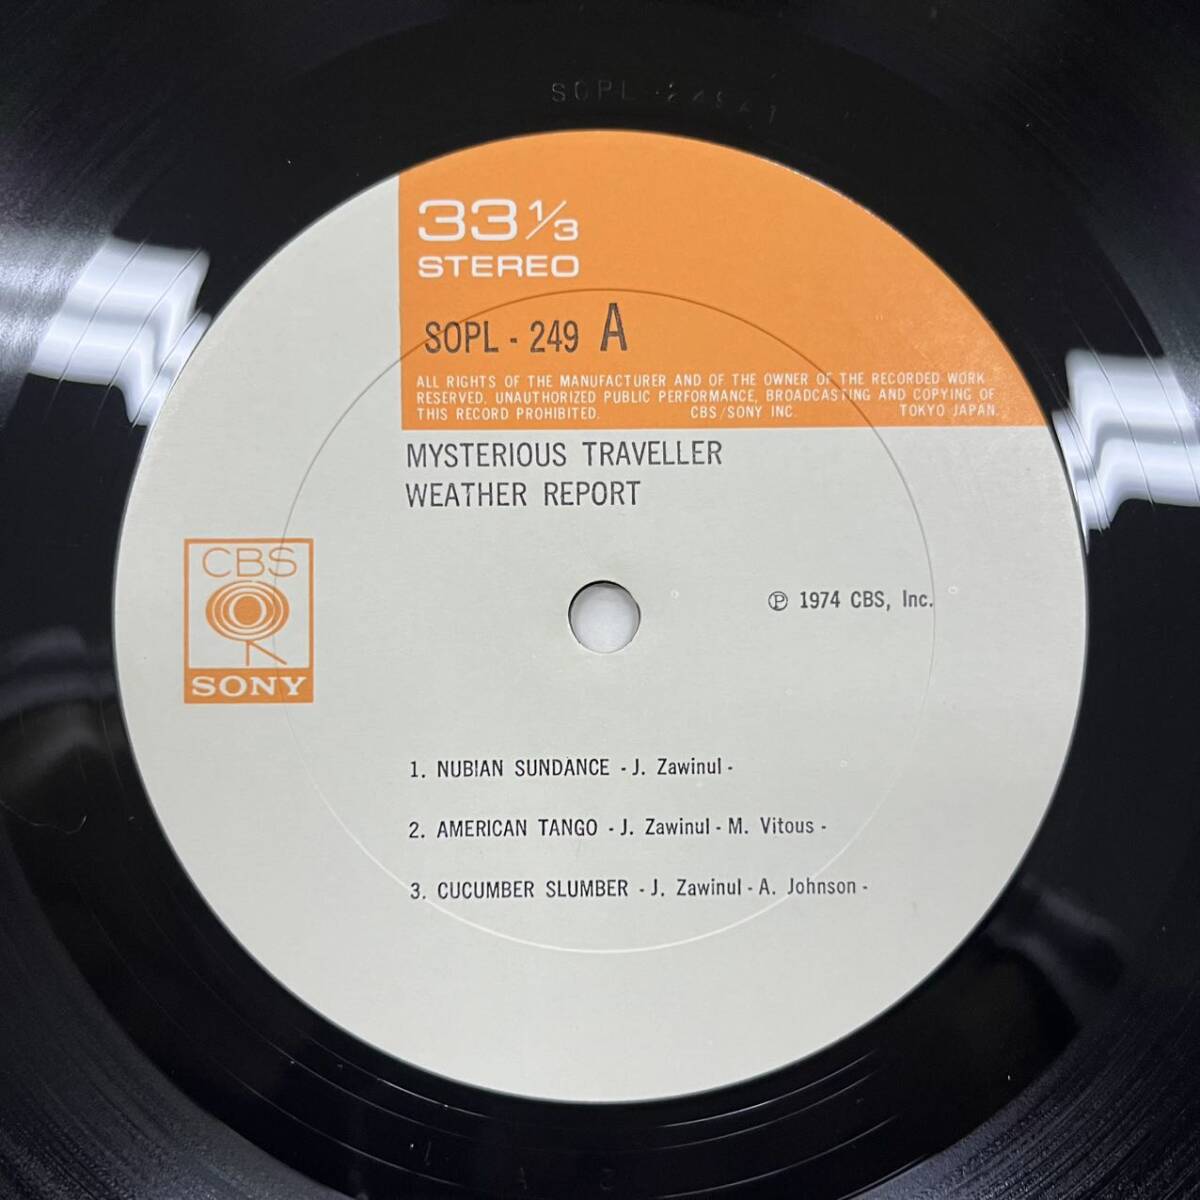 SOPL-249A1
33 1/3
STEREO
SOPL - 249 A
ALL RIGHTS OF THE MANUFACTURER AND OF THE OWNER OF THE RECORDED WORK
RESERVED. UNAUTHORIZED PUBLIC PERFORMANCE, BROADCASTING AND COPYING OF
THIS RECORD PROHIBITED. CBS/SONY INC. TOKYO JAPAN.
MYSTERIOUS TRAVELLER
WEATHER REPORT
CBS
SONY
℗ 1974 CBS, Inc.
1. NUBIAN SUNDANCE - J. Zawinul -
2. AMERICAN TANGO - J. Zawinul - M. Vitous -
3. CUCUMBER SLUMBER - J. Zawinul - A. Johnson -